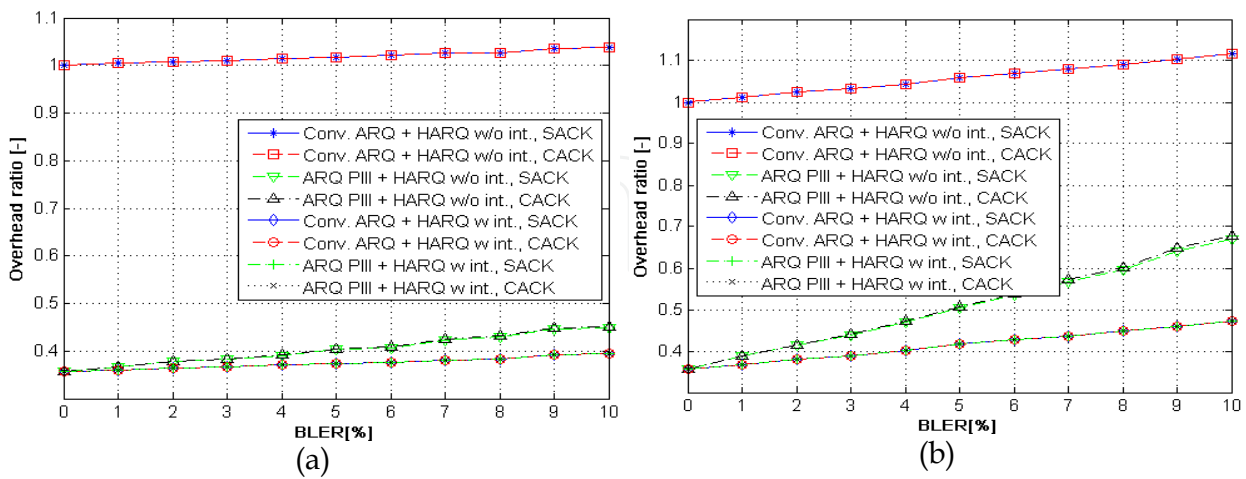 1.1
1
0.9
0.8
0.7
0.6
0.5
0.4
Overhead ratio [-]
Conv. ARQ + HARQ w/o int., SACK
Conv. ARQ + HARQ w/o int., CACK
ARQ PIII + HARQ w/o int., SACK
ARQ PIII + HARQ w/o int., CACK
Conv. ARQ + HARQ w int., SACK
Conv. ARQ + HARQ w int., CACK
ARQ PIII + HARQ w int., SACK
ARQ PIII + HARQ w int., CACK
0 1 2 3 4 5 6 7 8 9 10
BLER[%]
(a)
1.1
1
0.9
0.8
0.7
0.6
0.5
0.4
Overhead ratio [-]
Conv. ARQ + HARQ w/o int., SACK
Conv. ARQ + HARQ w/o int., CACK
ARQ PIII + HARQ w/o int., SACK
ARQ PIII + HARQ w/o int., CACK
Conv. ARQ + HARQ w int., SACK
Conv. ARQ + HARQ w int., CACK
ARQ PIII + HARQ w int., SACK
ARQ PIII + HARQ w int., CACK
0 1 2 3 4 5 6 7 8 9 10
BLER[%]
(b)